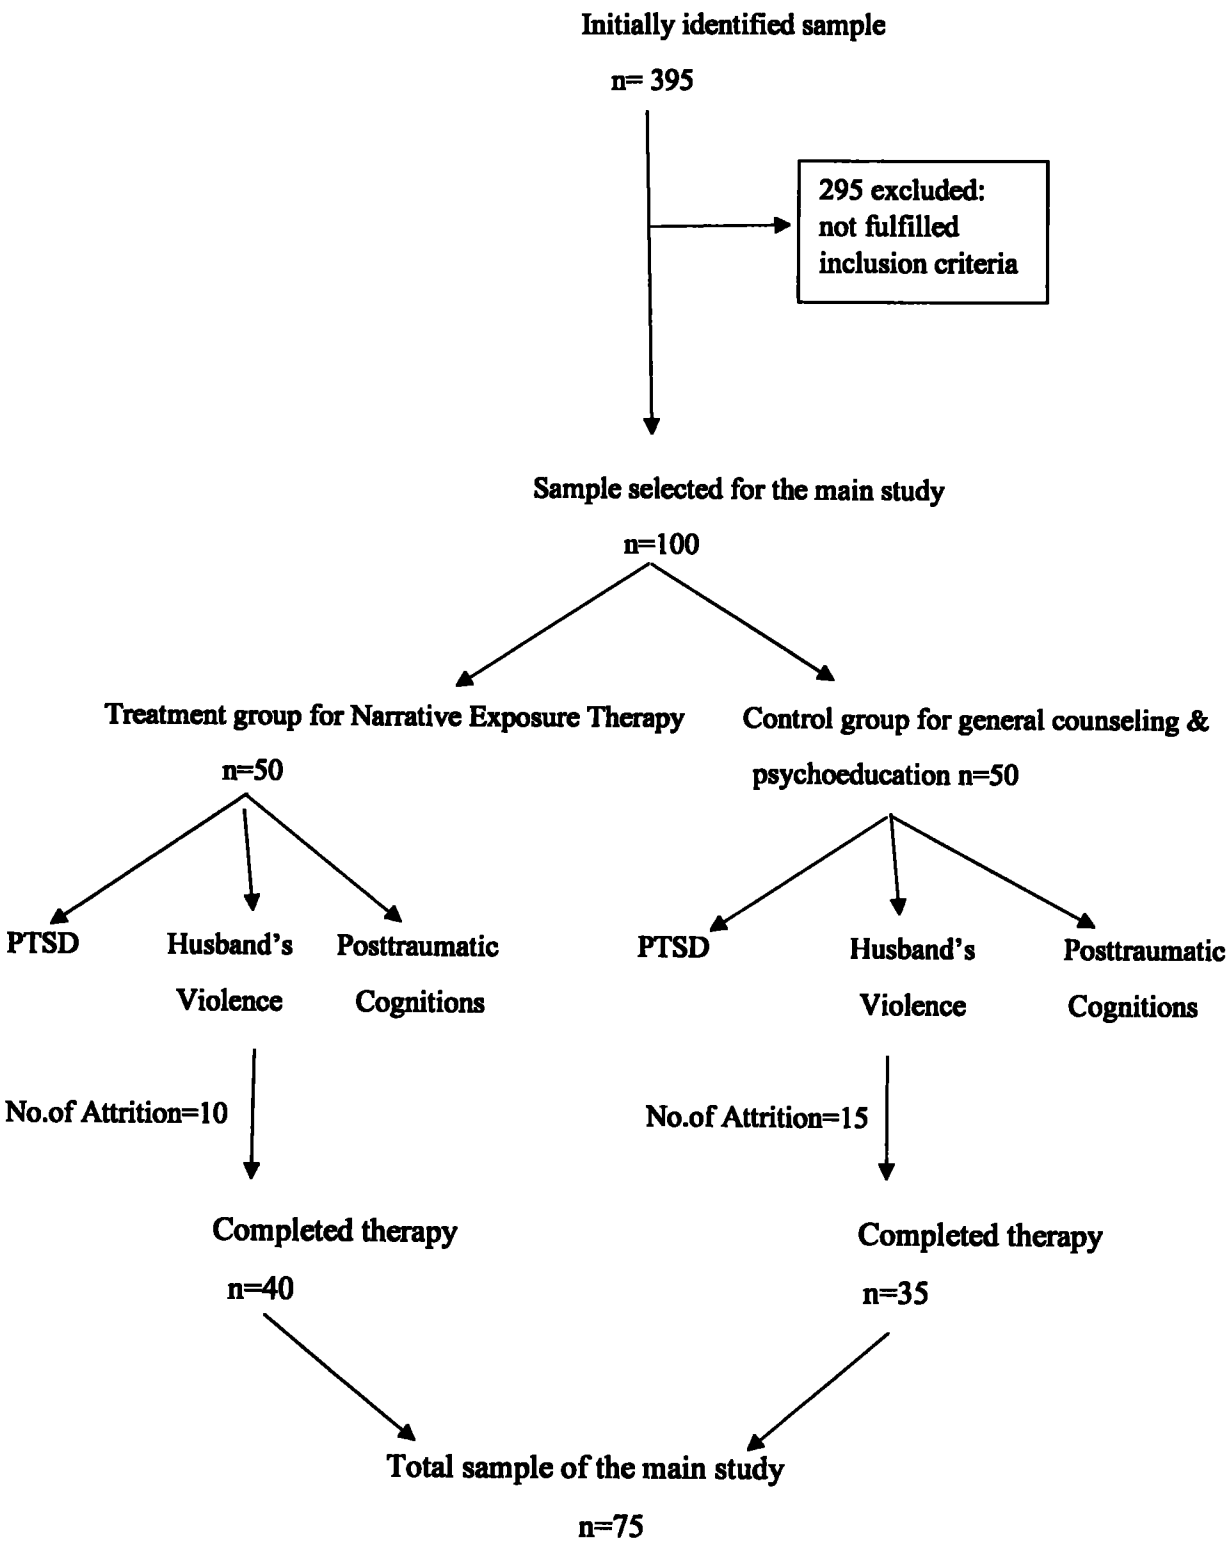 Initially identified sample
n= 395
295 excluded:
not fulfilled
inclusion criteria
Sample selected for the main study
n=100
Treatment group for Narrative Exposure Therapy
n=50
Control group for general counseling &
psychoeducation n=50
PTSD
Husband's
Violence
Posttraumatic
Cognitions
PTSD
Husband's
Violence
Posttraumatic
Cognitions
No.of Attrition=10
No.of Attrition=15
Completed therapy
n=40
Completed therapy
n=35
Total sample of the main study
n=75